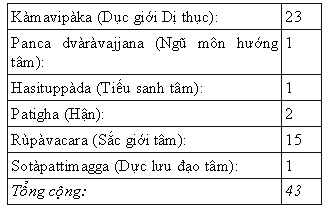 Kàmavipàka (Dục giới Dị thục): 23
Panca dvàràvajjana (Ngũ môn hướng 1
tâm):
Hasituppàda (Tiếu sanh tâm): 1
Patigha (Hận): 2
Rùpàvacara (Sắc giới tâm): 15
Sotàpattimagga (Dực lưu đạo tâm): 1
Tổng cộng: 43